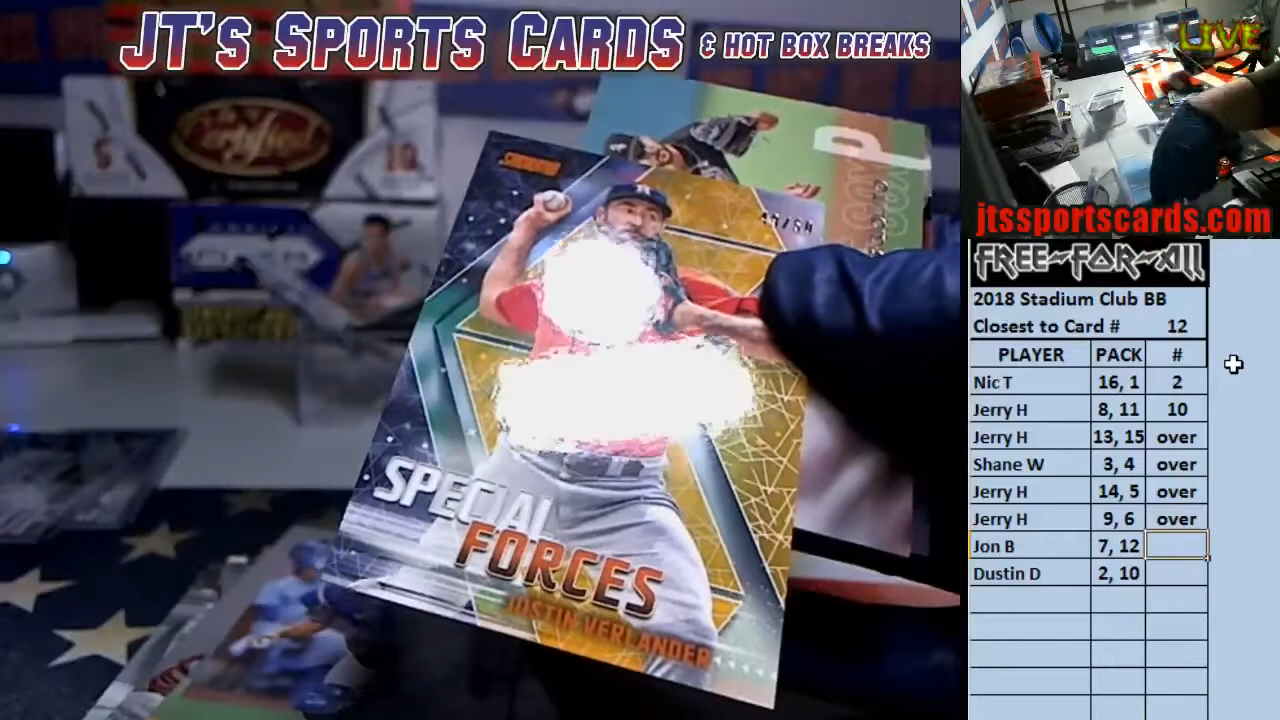 JT's Sports Cards & Hot Box Breaks
LIVE
jtssportscards.com
FREE-FOR-ALL
2018 Stadium Club BB
Closest to Card # 12
PLAYER PACK #
Nic T 16, 1 2
Jerry H 8, 11 10
Jerry H 13, 15 over
Shane W 3, 4 over
Jerry H 14, 5 over
Jerry H 9, 6 over
Jon B 7, 12
Dustin D 2, 10
Certified
SPECIAL
FORCES
JUSTIN VERLANDER